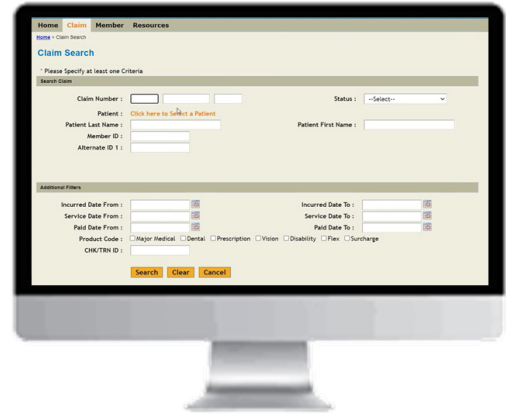 Home Claim Member Resources
Home > Claim Search
Claim Search
* Please Specify at least one Criteria
Search Claim
Claim Number : Status : --Select--
Patient : Click here to Select a Patient
Patient Last Name : Patient First Name :
Member ID :
Alternate ID 1 :
Additional Filters
Incurred Date From : Incurred Date To :
Service Date From : Service Date To :
Paid Date From : Paid Date To :
Product Code : Major Medical Dental Prescription Vision Disability Flex Surcharge
CHK/TRN ID :
Search Clear Cancel